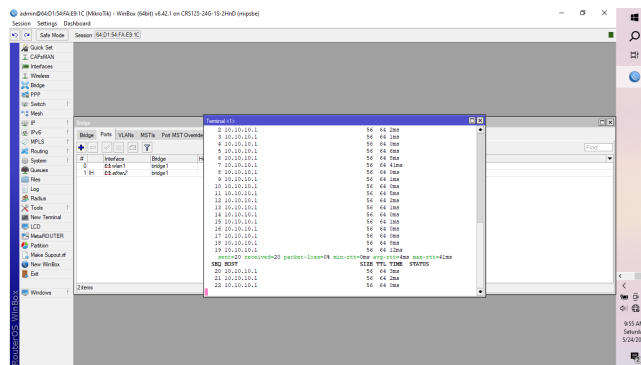 admin@64:D1:54:FA:E9:1C (MikroTik) - WinBox (64bit) v6.42.1 on CRS125-24G-1S-2HnD (mipsbe)
Session Settings Dashboard
Safe Mode Session: 64:D1:54:FA:E9:1C
Quick Set
CAPsMAN
Interfaces
Wireless
Bridge
PPP
Switch
Mesh
IP
IPv6
MPLS
Routing
System
Queues
Files
Log
Radius
Tools
New Terminal
LCD
MetaROUTER
Partition
Make Supout.rif
New WinBox
Exit
Windows
RouterOS WinBox
Bridge
Bridge Ports VLANs MSTIs Port MST Override
Find
# Interface Bridge
0 wlan1 bridge1
1 IH ether2 bridge1
2 items
Terminal <1>
2 10.10.10.1 56 64 2ms
3 10.10.10.1 56 64 1ms
4 10.10.10.1 56 64 0ms
5 10.10.10.1 56 64 0ms
6 10.10.10.1 56 64 8ms
7 10.10.10.1 56 64 41ms
8 10.10.10.1 56 64 0ms
9 10.10.10.1 56 64 1ms
10 10.10.10.1 56 64 0ms
11 10.10.10.1 56 64 5ms
12 10.10.10.1 56 64 2ms
13 10.10.10.1 56 64 1ms
14 10.10.10.1 56 64 0ms
15 10.10.10.1 56 64 1ms
16 10.10.10.1 56 64 0ms
17 10.10.10.1 56 64 0ms
18 10.10.10.1 56 64 8ms
19 10.10.10.1 56 64 12ms
sent=20 received=20 packet-loss=0% min-rtt=0ms avg-rtt=4ms max-rtt=41ms
SEQ HOST SIZE TTL TIME STATUS
20 10.10.10.1 56 64 3ms
21 10.10.10.1 56 64 2ms
22 10.10.10.1 56 64 0ms
9:55 AM
Saturd
5/24/20